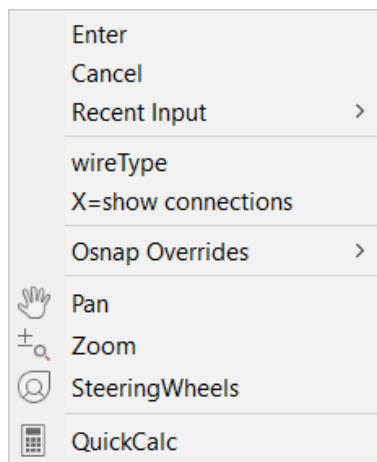 Enter
Cancel
Recent Input
wireType
X=show connections
Osnap Overrides
Pan
Zoom
SteeringWheels
QuickCalc